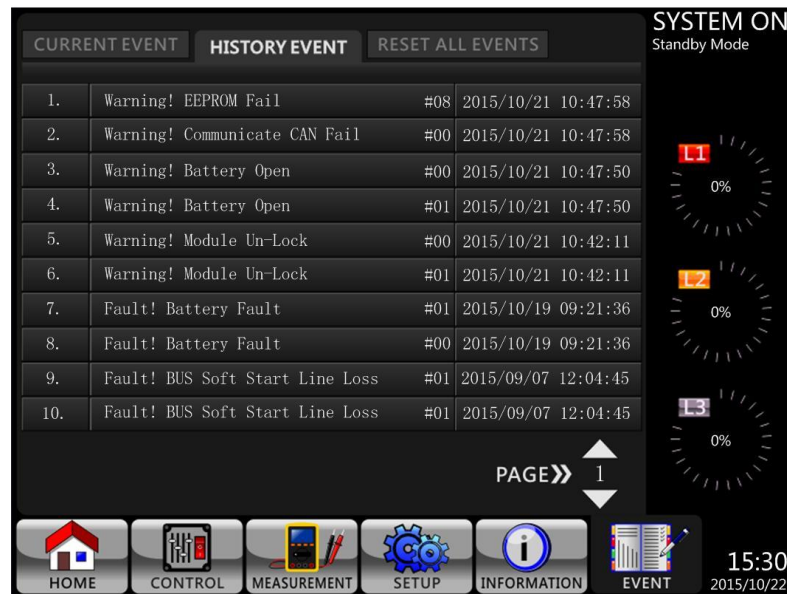 SYSTEM ON
Standby Mode
CURRENT EVENT HISTORY EVENT RESET ALL EVENTS
1. Warning! EEPROM Fail #08 2015/10/21 10:47:58
2. Warning! Communicate CAN Fail #00 2015/10/21 10:47:58
3. Warning! Battery Open #00 2015/10/21 10:47:50
4. Warning! Battery Open #01 2015/10/21 10:47:50
5. Warning! Module Un-Lock #00 2015/10/21 10:42:11
6. Warning! Module Un-Lock #01 2015/10/21 10:42:11
7. Fault! Battery Fault #01 2015/10/19 09:21:36
8. Fault! Battery Fault #00 2015/10/19 09:21:36
9. Fault! BUS Soft Start Line Loss #01 2015/09/07 12:04:45
10. Fault! BUS Soft Start Line Loss #01 2015/09/07 12:04:45
L1
0%
L2
0%
L3
0%
PAGE» 1
HOME CONTROL MEASUREMENT SETUP INFORMATION EVENT
15:30
2015/10/22